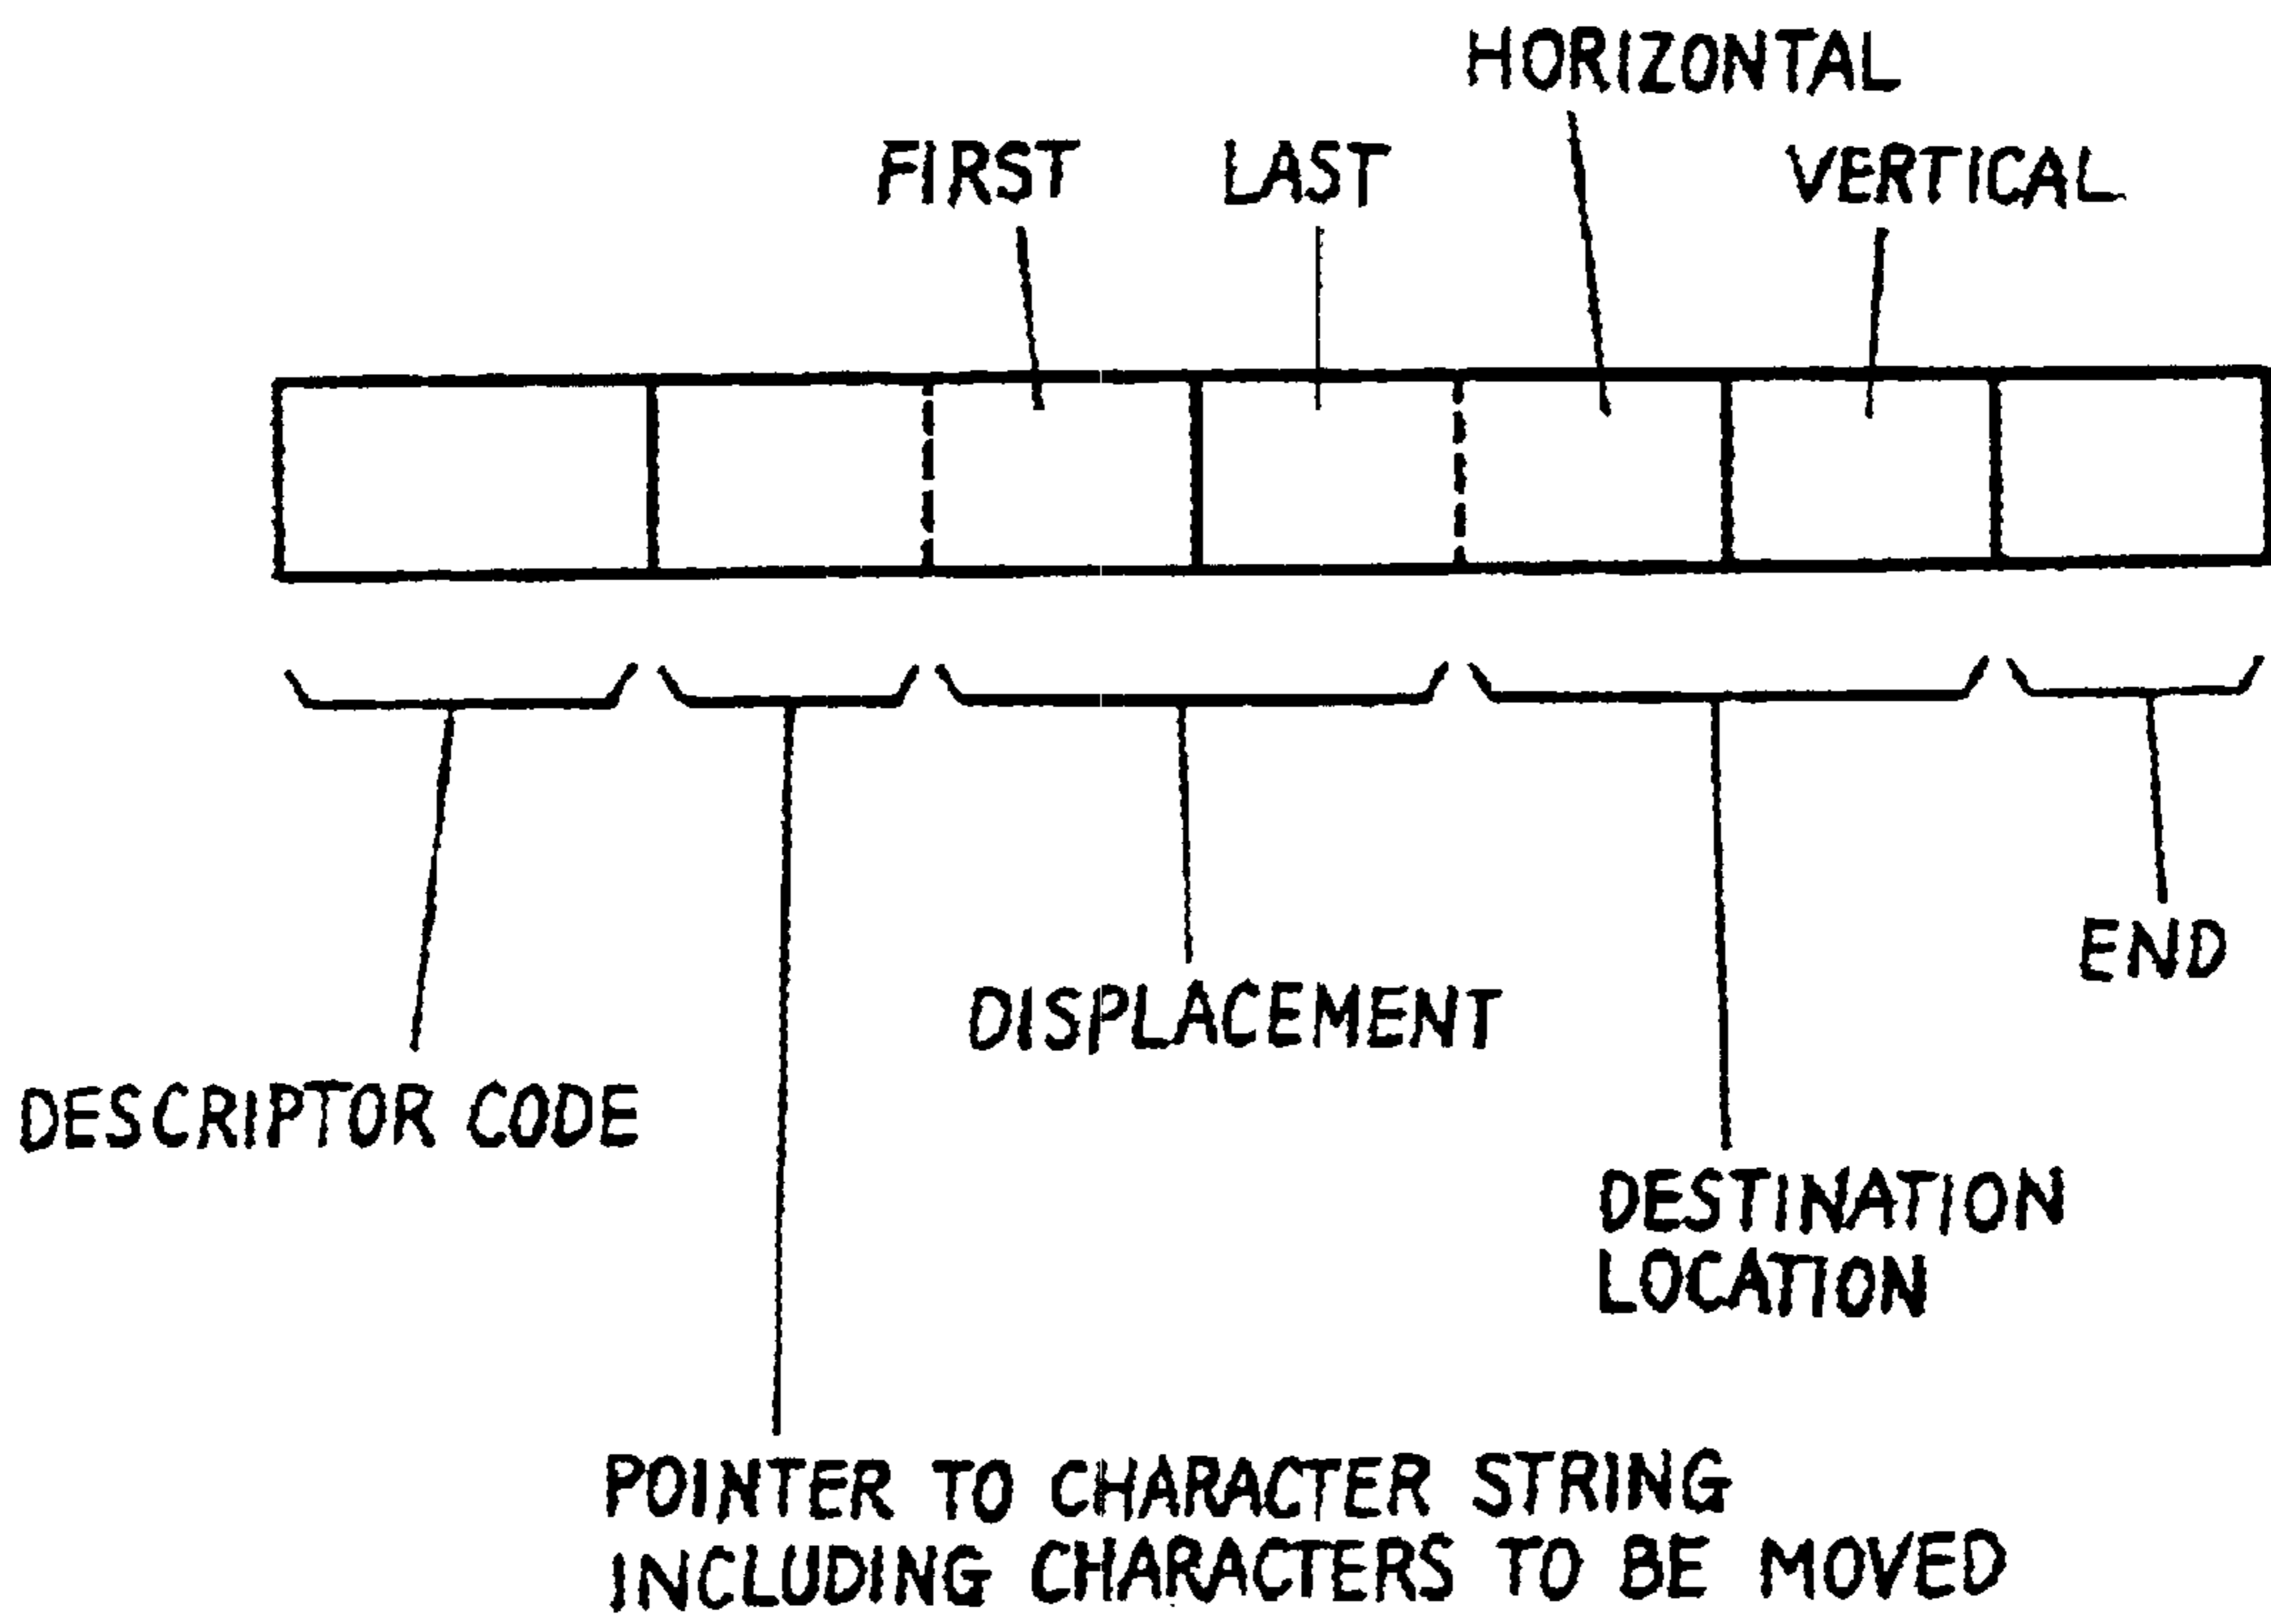 HORIZONTAL
FIRST
LAST
VERTICAL
END
DISPLACEMENT
DESCRIPTOR CODE
DESTINATION
LOCATION
POINTER TO CHARACTER STRING
INCLUDING CHARACTERS TO BE MOVED